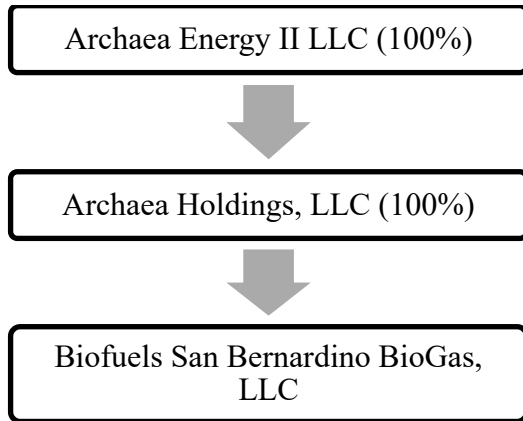 Archaea Energy II LLC (100%)
Archaea Holdings, LLC (100%)
Biofuels San Bernardino BioGas,
LLC